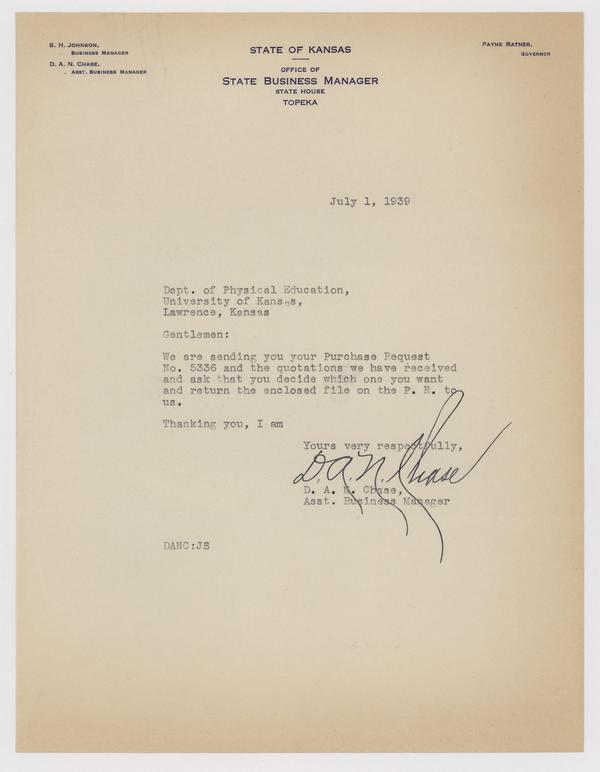 B. H. JOHNSON,
BUSINESS MANAGER
D. A. N. CHASE,
ASST. BUSINESS MANAGER
STATE OF KANSAS
OFFICE OF
STATE BUSINESS MANAGER
STATE HOUSE
TOPEKA
PAYNE RATNER,
GOVERNOR
July 1, 1939
Dept. of Physical Education,
University of Kansas,
Lawrence, Kansas
Gentlemen:
We are sending you your Purchase Request
No. 5336 and the quotations we have received
and ask that you decide which one you want
and return the enclosed file on the P. R. to
us.
Thanking you, I am
Yours very respectfully,
D. A. N. Chase
D. A. N. Chase,
Asst. Business Manager
DANC:JS